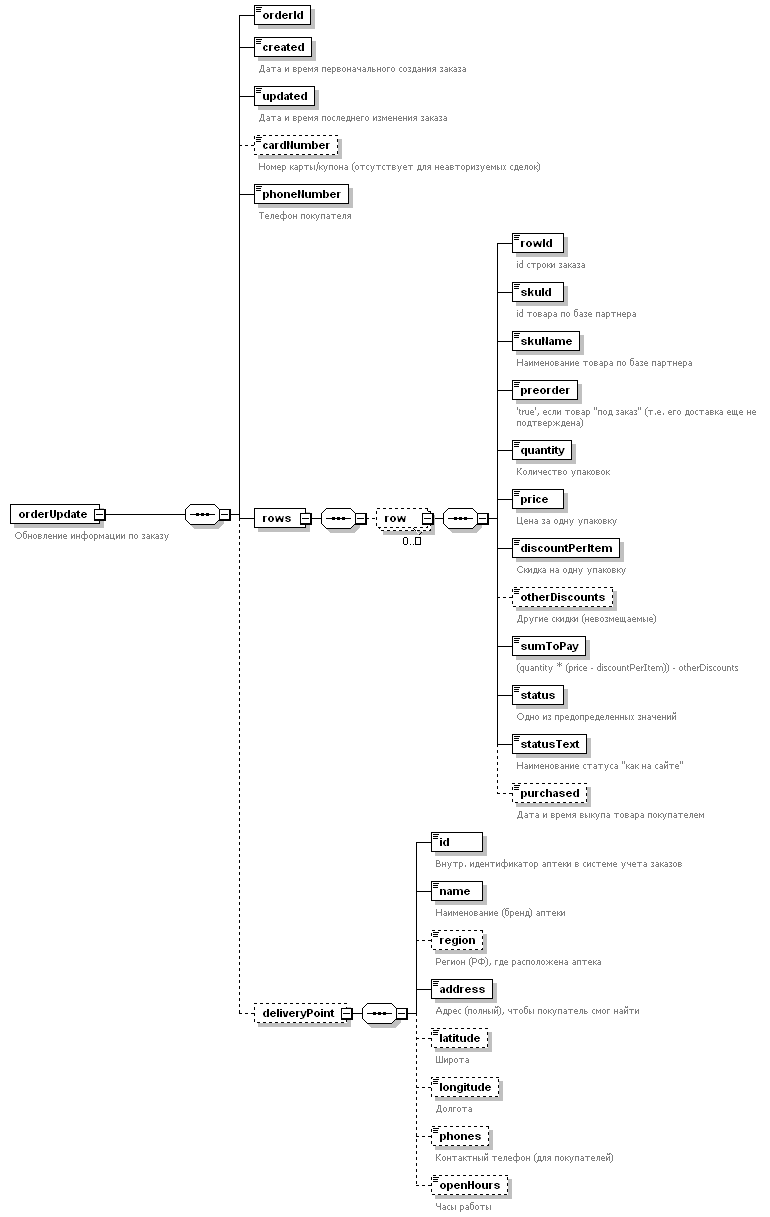 orderId
created
Дата и время первоначального создания заказа
updated
Дата и время последнего изменения заказа
cardNumber
Номер карты/купона (отсутствует для неавторизуемых сделок)
phoneNumber
Телефон покупателя
rowId
id строки заказа
skuId
id товара по базе партнера
skuName
Наименование товара по базе партнера
preorder
'true', если товар "под заказ" (т.е. его доставка еще не
подтверждена)
quantity
Количество упаковок
price
Цена за одну упаковку
orderUpdate
Обновление информации по заказу
rows
row
0..
discountPerItem
Скидка на одну упаковку
otherDiscounts
Другие скидки (невозмещаемые)
sumToPay
(quantity * (price - discountPerItem)) - otherDiscounts
status
Одно из предопределенных значений
statusText
Наименование статуса "как на сайте"
purchased
Дата и время выкупа товара покупателем
id
Внутр. идентификатор аптеки в системе учета заказов
name
Наименование (бренд) аптеки
region
Регион (РФ), где расположена аптека
deliveryPoint
address
Адрес (полный), чтобы покупатель смог найти
latitude
Широта
longitude
Долгота
phones
Контактный телефон (для покупателей)
openHours
Часы работы